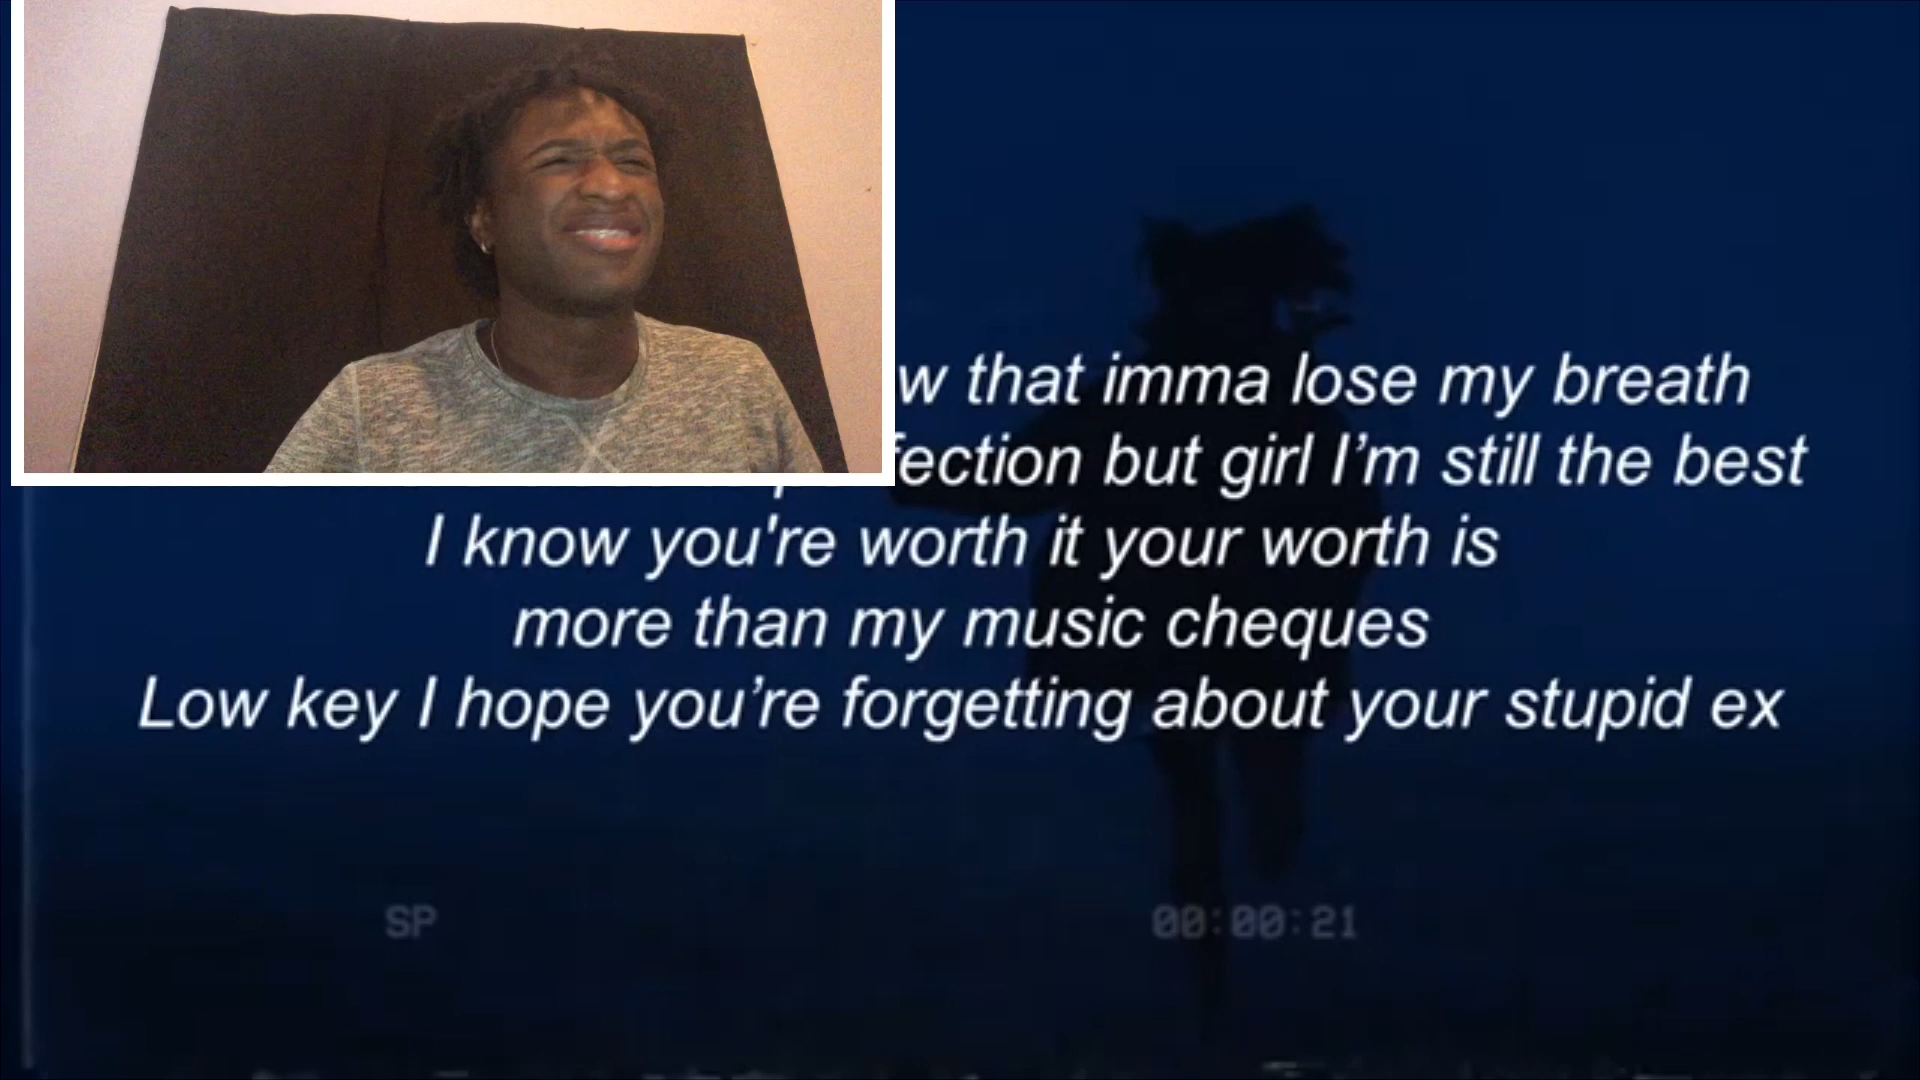 that imma lose my breath
but girl I’m still the best
I know you're worth it your worth is
more than my music cheques
Low key I hope you’re forgetting about your stupid ex
SP 00:00:21